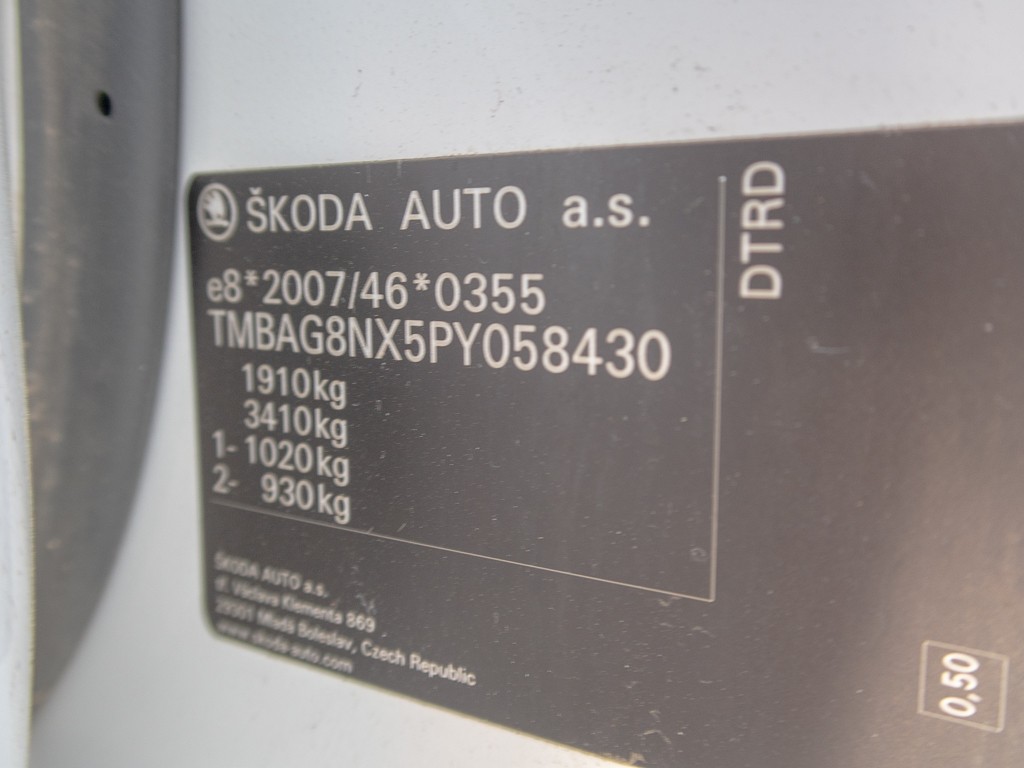 ŠKODA AUTO a.s.
e8*2007/46*0355
TMBAG8NX5PY058430
1910kg
3410kg
1- 1020kg
2- 930kg
ŠKODA AUTO a.s.
tř. Václava Klementa 869
29301 Mladá Boleslav, Czech Republic
www.skoda-auto.com
DTRD
0,50